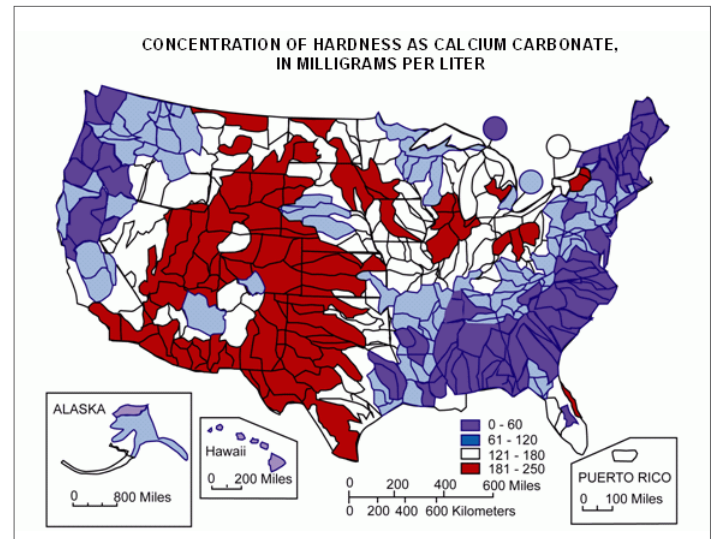 CONCENTRATION OF HARDNESS AS CALCIUM CARBONATE,
IN MILLIGRAMS PER LITER
ALASKA
0 800 Miles
Hawaii
0 200 Miles
0 - 60
61 - 120
121 - 180
181 - 250
0 200 400 600 Miles
0 200 400 600 Kilometers
PUERTO RICO
0 100 Miles